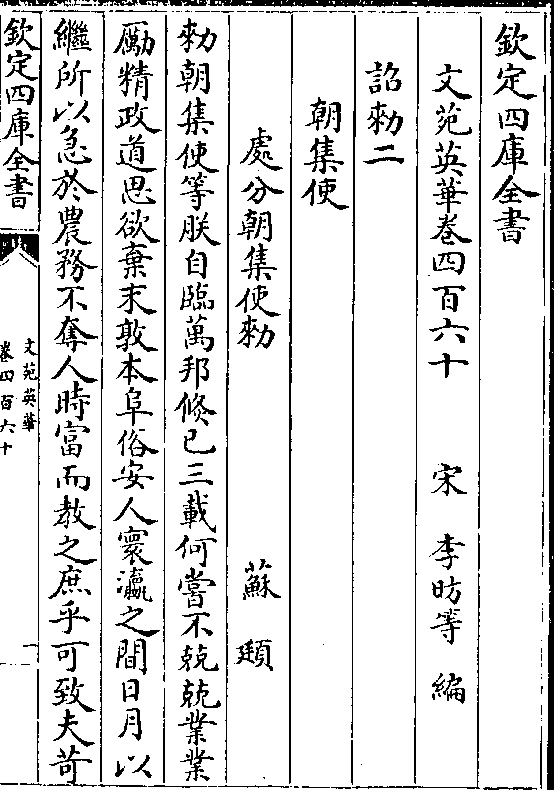 欽定四庫全書
文苑英華卷四百六十　宋　李昉等　編
詔勅二
朝集使
處分朝集使勅　蘇頲
勅朝集使等朕自臨萬邦倐已三載何嘗不兢兢業業
勵精政道思欲棄末敦本阜俗安人寰瀛之間日月以
繼所以急於農務不奪人時富而教之庶乎可致夫苛
欽定四庫全書
文苑英華
卷四百六十
一